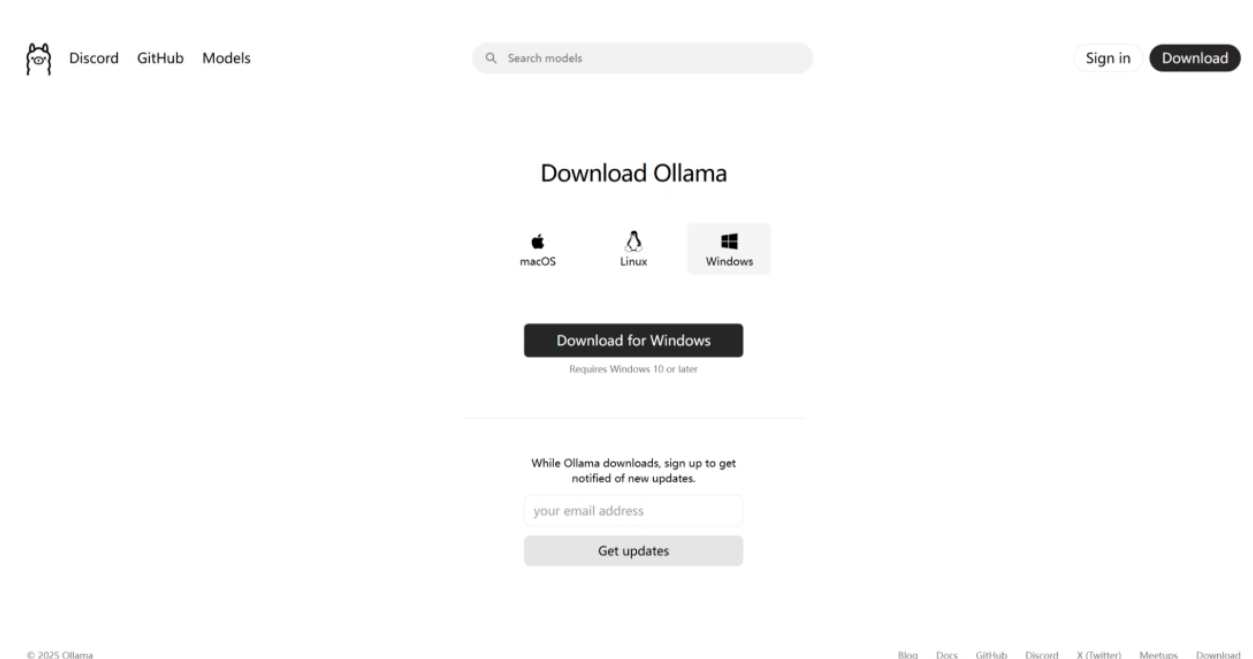 Discord GitHub Models Search models Sign in Download
Download Ollama
macOS Linux Windows
Download for Windows
Requires Windows 10 or later
While Ollama downloads, sign up to get
notified of new updates.
your email address
Get updates
© 2025 Ollama Blog Docs GitHub Discord X (Twitter) Meetups Download